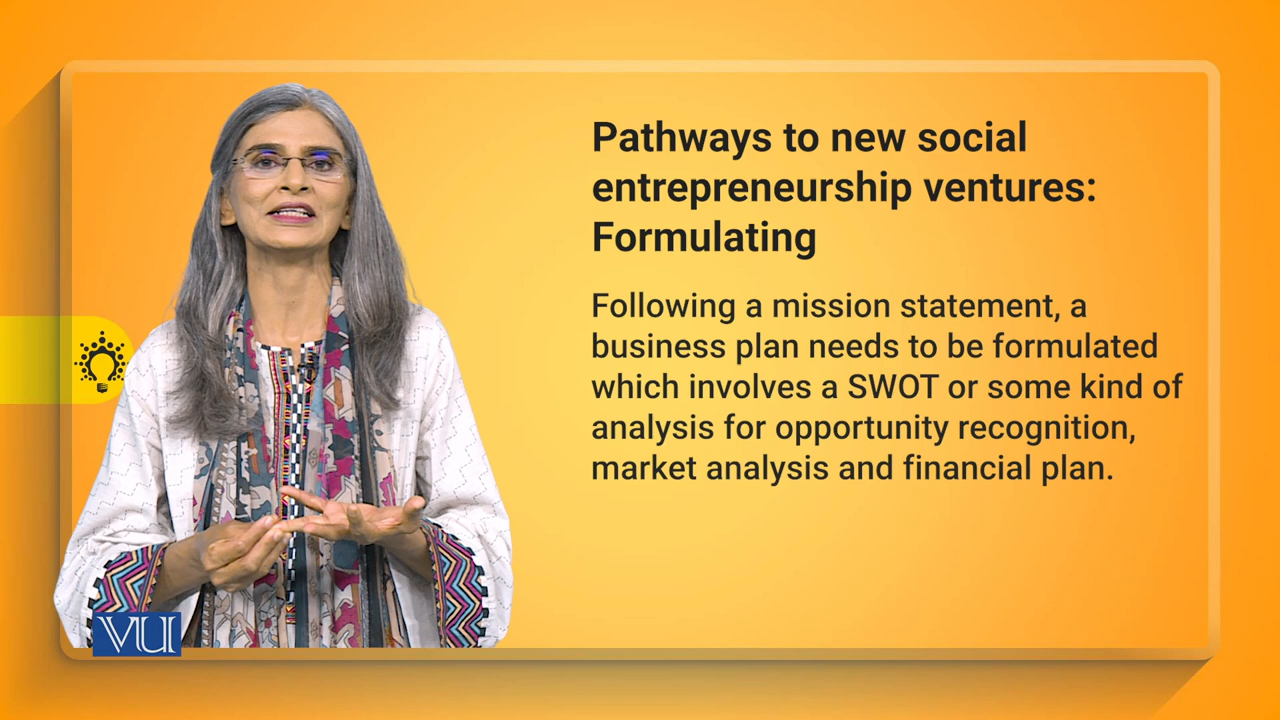 Pathways to new social
entrepreneurship ventures:
Formulating
Following a mission statement, a
business plan needs to be formulated
which involves a SWOT or some kind of
analysis for opportunity recognition,
market analysis and financial plan.
VU